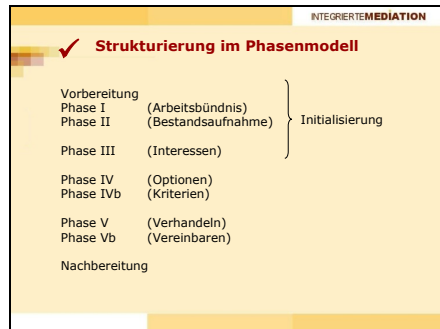 INTEGRIERTEMEDIATION
Strukturierung im Phasenmodell
Vorbereitung
Phase I (Arbeitsbündnis)
Phase II (Bestandsaufnahme) Initialisierung
Phase III (Interessen)
Phase IV (Optionen)
Phase IVb (Kriterien)
Phase V (Verhandeln)
Phase Vb (Vereinbaren)
Nachbereitung